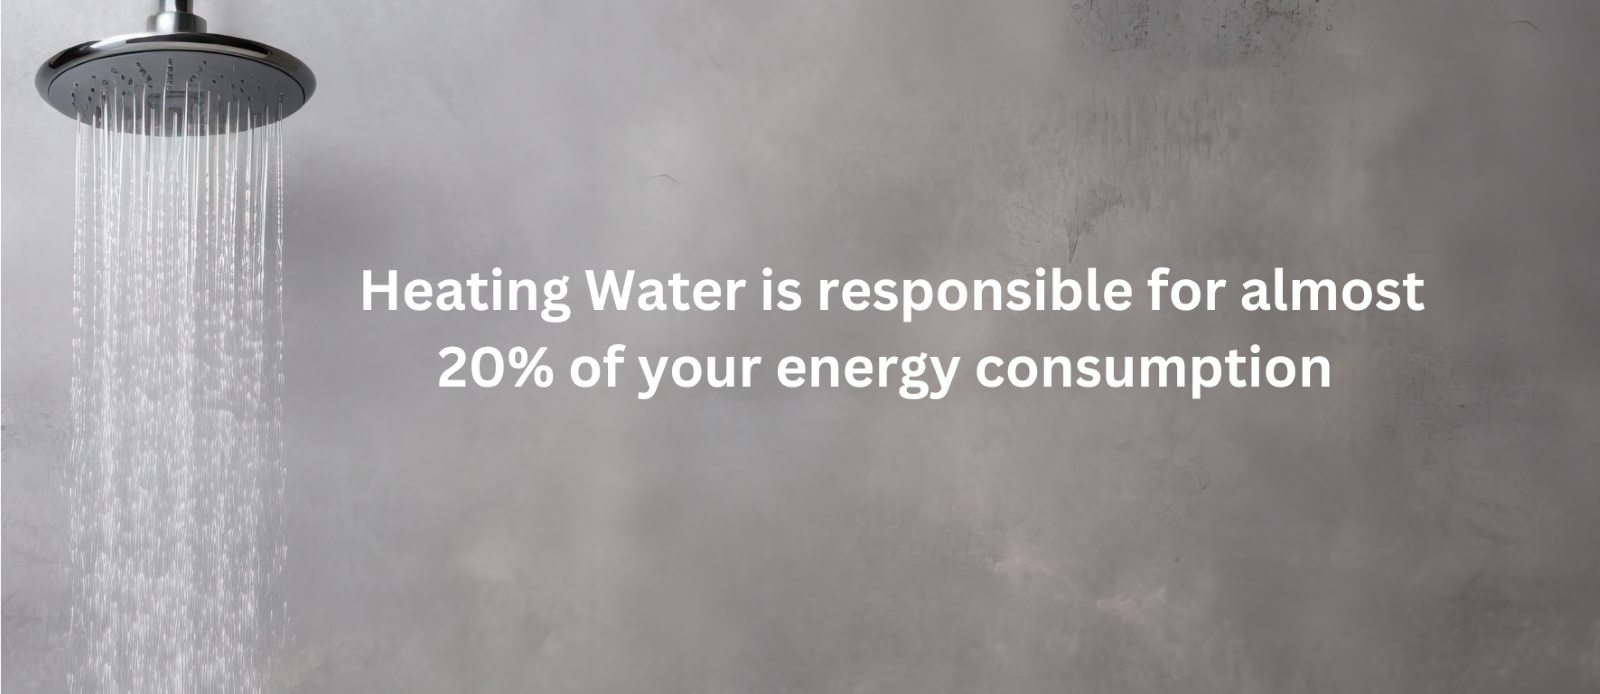 Heating Water is responsible for almost
20% of your energy consumption